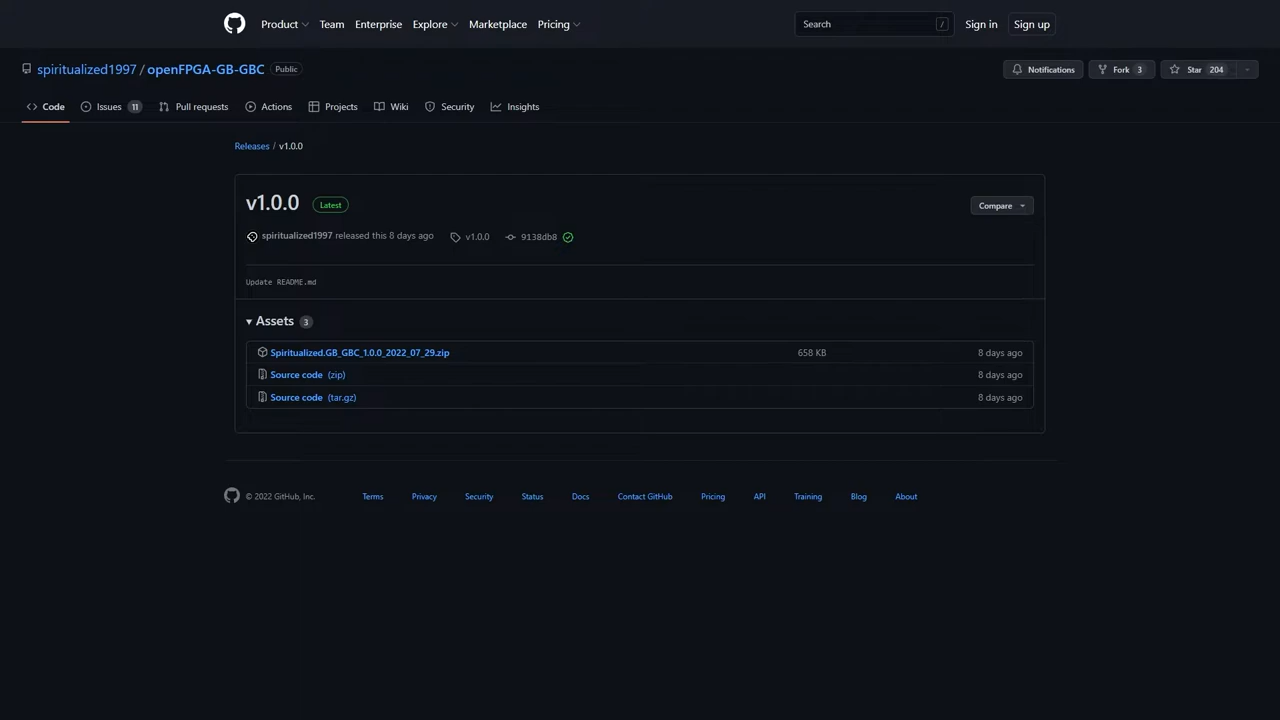 Product Team Enterprise Explore Marketplace Pricing Search / Sign in Sign up
spiritualized1997 / openFPGA-GB-GBC Public Notifications Fork 3 Star 204
Code Issues 11 Pull requests Actions Projects Wiki Security Insights
Releases / v1.0.0
v1.0.0 Latest Compare
spiritualized1997 released this 8 days ago v1.0.0 9138db8
Update README.md
Assets 3
Spiritualized.GB_GBC_1.0.0_2022_07_29.zip 658 KB 8 days ago
Source code (zip) 8 days ago
Source code (tar.gz) 8 days ago
© 2022 GitHub, Inc. Terms Privacy Security Status Docs Contact GitHub Pricing API Training Blog About